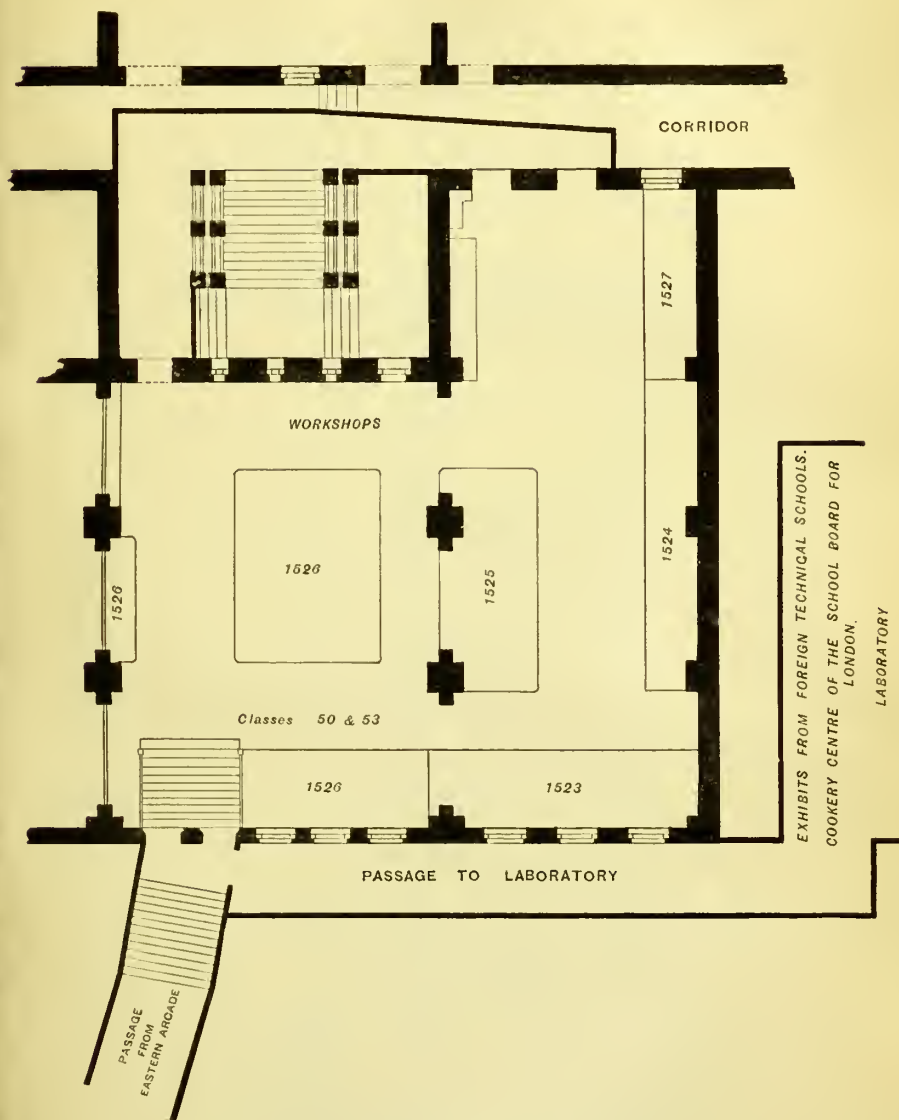 CORRIDOR
1527
WORKSHOPS
1526
1526
1525
1524
EXHIBITS FROM FOREIGN TECHNICAL SCHOOLS.
COOKERY CENTRE OF THE SCHOOL BOARD FOR
LONDON.
LABORATORY
Classes 50 & 53
1526
1523
PASSAGE TO LABORATORY
PASSAGE
FROM
EASTERN ARCADE